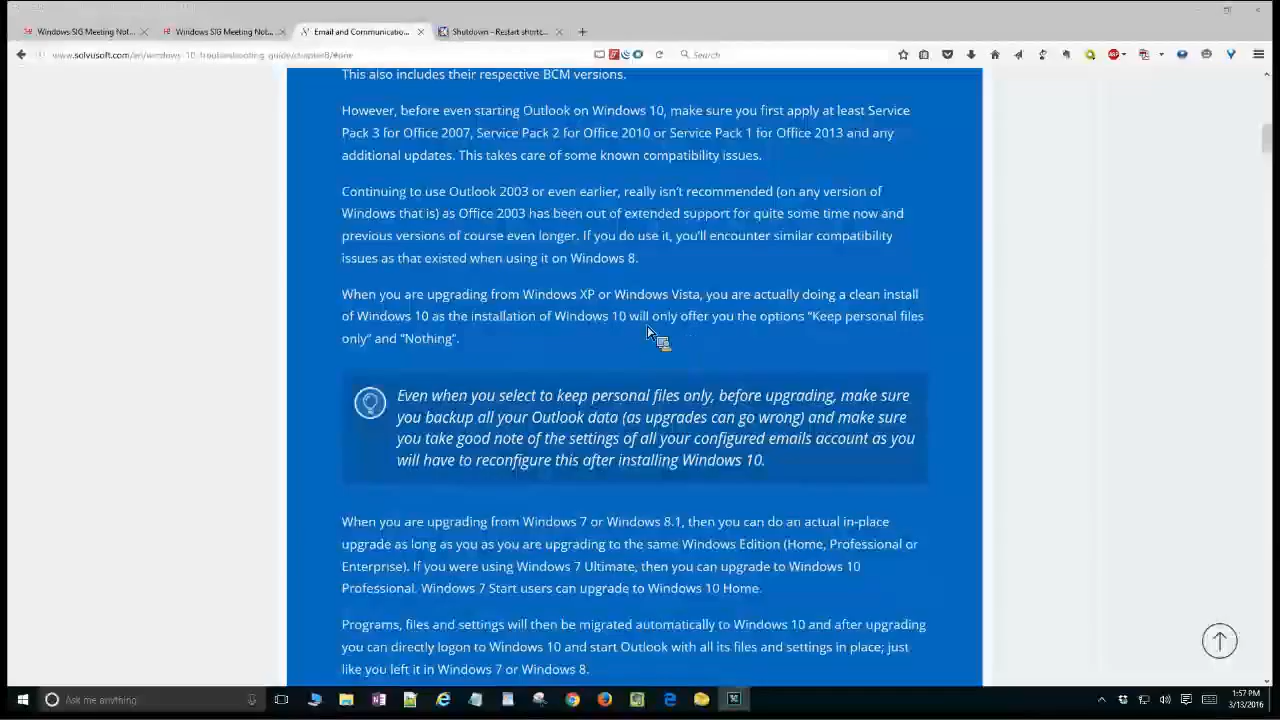 Windows SIG Meeting Not...
Windows SIG Meeting Not...
Email and Communicatio...
Shutdown - Restart shortc...
www.solvusoft.com/en/windows-10-troubleshooting-guide/chapter8/#one
Search
This also includes their respective BCM versions.
However, before even starting Outlook on Windows 10, make sure you first apply at least Service
Pack 3 for Office 2007, Service Pack 2 for Office 2010 or Service Pack 1 for Office 2013 and any
additional updates. This takes care of some known compatibility issues.
Continuing to use Outlook 2003 or even earlier, really isn't recommended (on any version of
Windows that is) as Office 2003 has been out of extended support for quite some time now and
previous versions of course even longer. If you do use it, you'll encounter similar compatibility
issues as that existed when using it on Windows 8.
When you are upgrading from Windows XP or Windows Vista, you are actually doing a clean install
of Windows 10 as the installation of Windows 10 will only offer you the options "Keep personal files
only" and "Nothing".
Even when you select to keep personal files only, before upgrading, make sure
you backup all your Outlook data (as upgrades can go wrong) and make sure
you take good note of the settings of all your configured emails account as you
will have to reconfigure this after installing Windows 10.
When you are upgrading from Windows 7 or Windows 8.1, then you can do an actual in-place
upgrade as long as you as you are upgrading to the same Windows Edition (Home, Professional or
Enterprise). If you were using Windows 7 Ultimate, then you can upgrade to Windows 10
Professional. Windows 7 Start users can upgrade to Windows 10 Home.
Programs, files and settings will then be migrated automatically to Windows 10 and after upgrading
you can directly logon to Windows 10 and start Outlook with all its files and settings in place; just
like you left it in Windows 7 or Windows 8.
Ask me anything
1:57 PM
3/13/2016